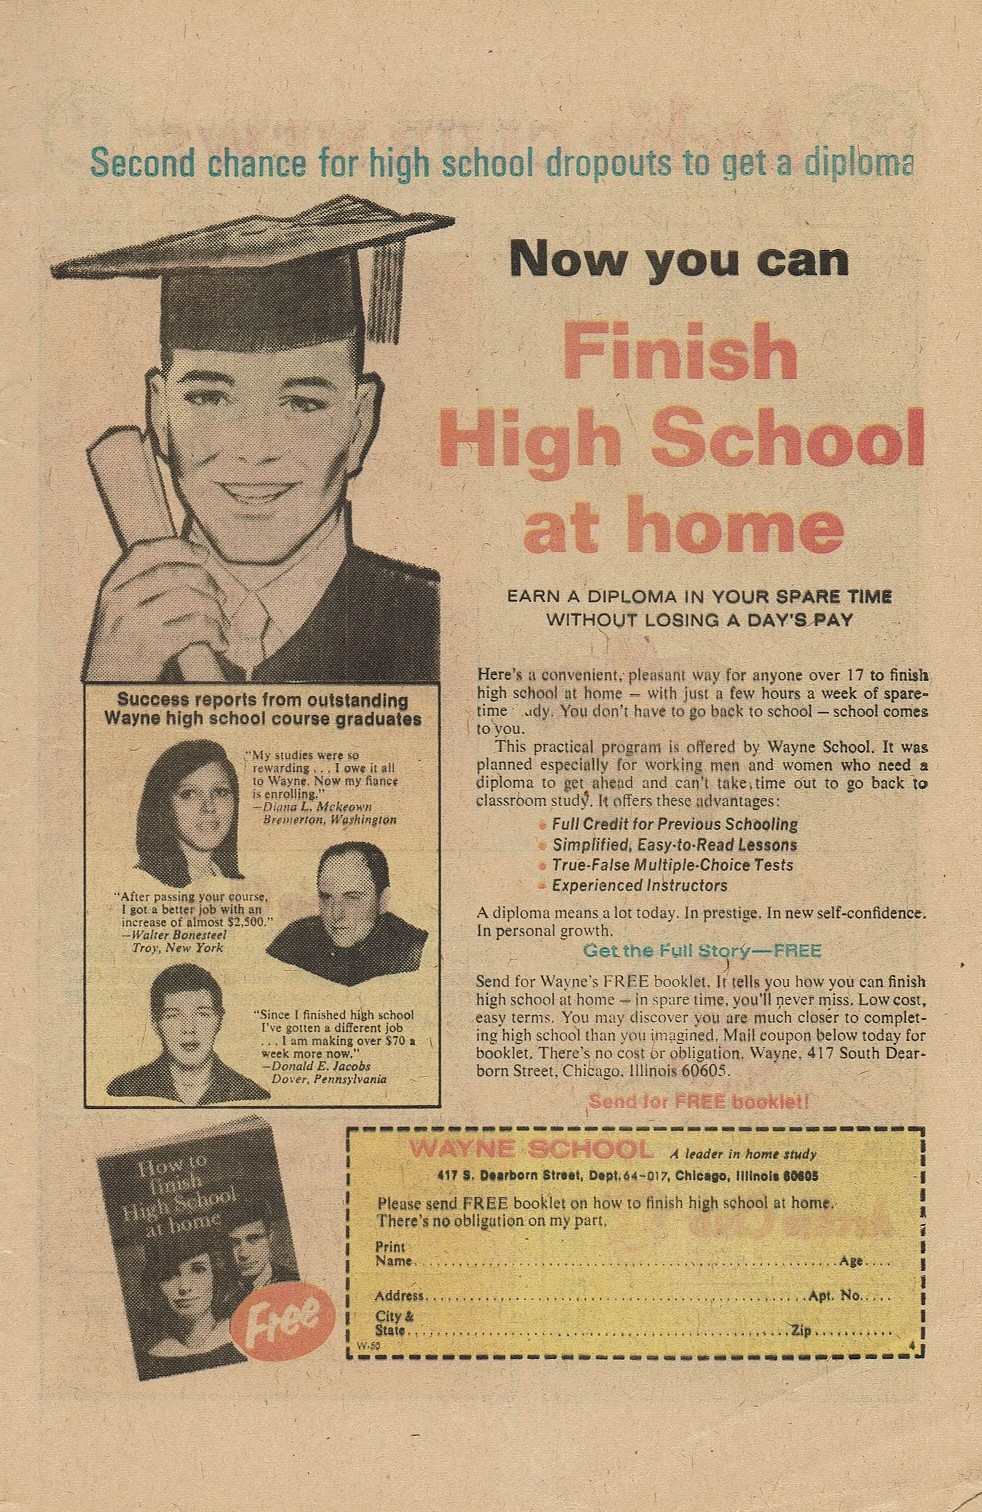 Second chance for high school dropouts to get a diploma
Now you can
Finish
High School
at home
EARN A DIPLOMA IN YOUR SPARE TIME
WITHOUT LOSING A DAY'S PAY
Here's a convenient, pleasant way for anyone over 17 to finish
high school at home — with just a few hours a week of spare-
time You don't have to go back to school — school comes
to you.
This practical program is offered by Wayne School. It was
planned especially for working men and women who need a
diploma to get ahead and can't take time out to go back to
classroom study. It offers these advantages:
• Full Credit for Previous Schooling
• Simplified, Easy-to-Read Lessons
• True-False Multiple-Choice Tests
• Experienced Instructors
A diploma means a lot today. In prestige. In new self-confidence.
In personal growth.
Get the Full Story—FREE
Send for Wayne's FREE booklet. It tells you how you can finish
high school at home — in spare time, you'll never miss. Low cost,
easy terms. You may discover you are much closer to complet-
ing high school than you imagined. Mail coupon below today for
booklet. There's no cost or obligation. Wayne, 417 South Dear-
born Street, Chicago, Illinois 60605.
Send for FREE booklet!
Success reports from outstanding
Wayne high school course graduates
"My studies were so
rewarding . . . I owe it all
to Wayne. Now my fiance
is enrolling."
—Diana L. Mckeown
Bremerton, Washington
"After passing your course,
I got a better job with an
increase of almost $2,500."
—Walter Bonesteel
Troy, New York
"Since I finished high school
I've gotten a different job
. . . I am making over $70 a
week more now."
—Donald E. Jacobs
Dover, Pennsylvania
How to
finish
High School
at home
Free
WAYNE SCHOOL A leader in home study
417 S. Dearborn Street, Dept. 64-017, Chicago, Illinois 60605
Please send FREE booklet on how to finish high school at home.
There's no obligation on my part.
Print
Name Age
Address Apt. No.
City &
State Zip
W-50 4